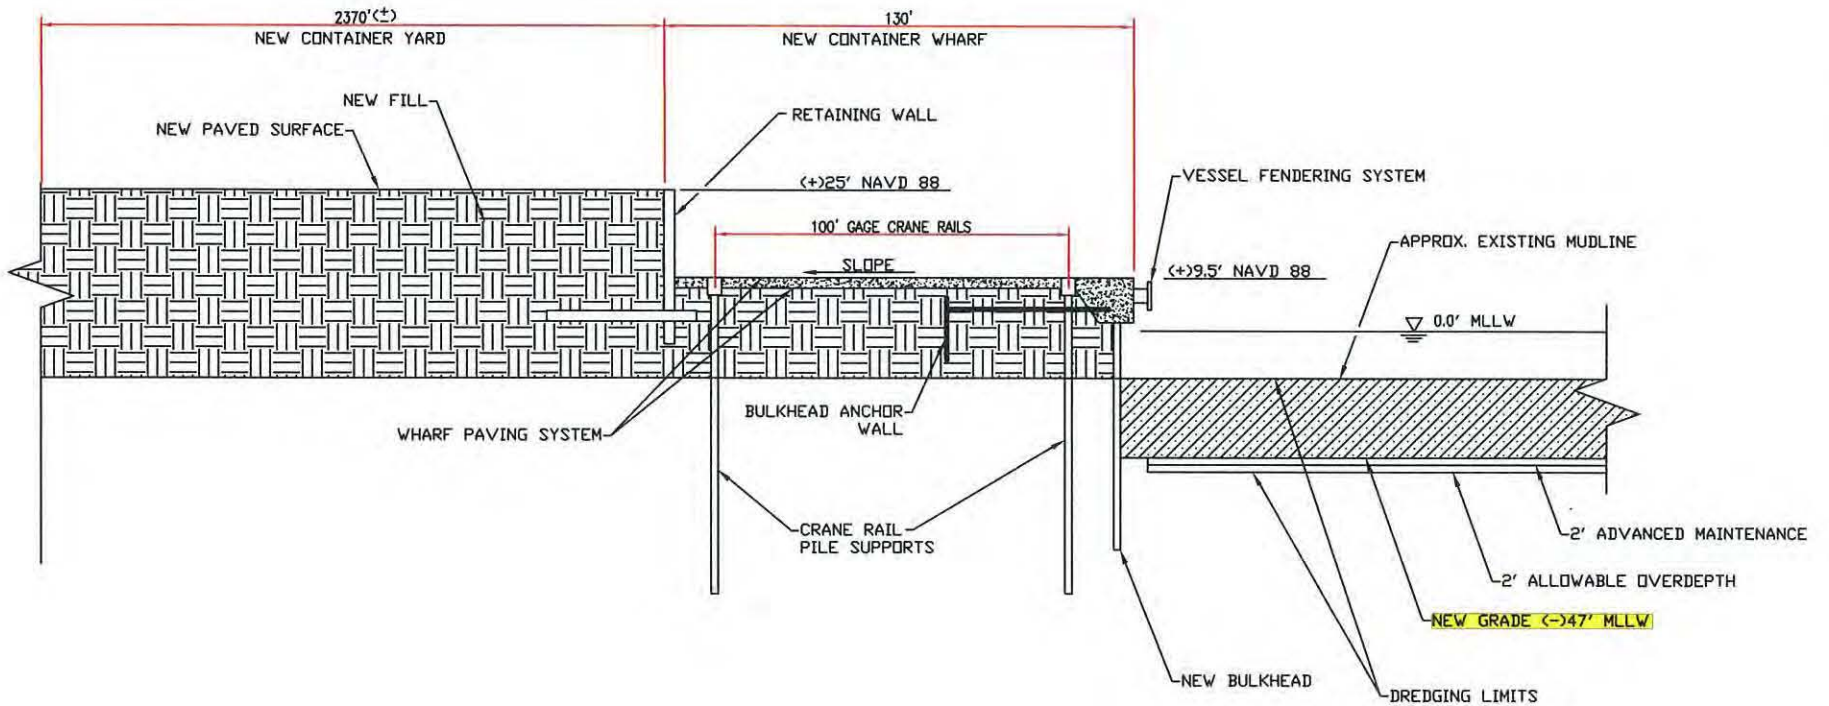 2370'(±)
NEW CONTAINER YARD
130'
NEW CONTAINER WHARF
NEW FILL
NEW PAVED SURFACE
RETAINING WALL
(+)25' NAVD 88
VESSEL FENDERING SYSTEM
100' GAGE CRANE RAILS
APPROX. EXISTING MUDLINE
SLOPE
(+)9.5' NAVD 88
0.0' MLLW
BULKHEAD ANCHOR
WALL
WHARF PAVING SYSTEM
CRANE RAIL
PILE SUPPORTS
2' ADVANCED MAINTENANCE
2' ALLOWABLE OVERDEPTH
NEW GRADE (-)47' MLLW
NEW BULKHEAD
DREDGING LIMITS